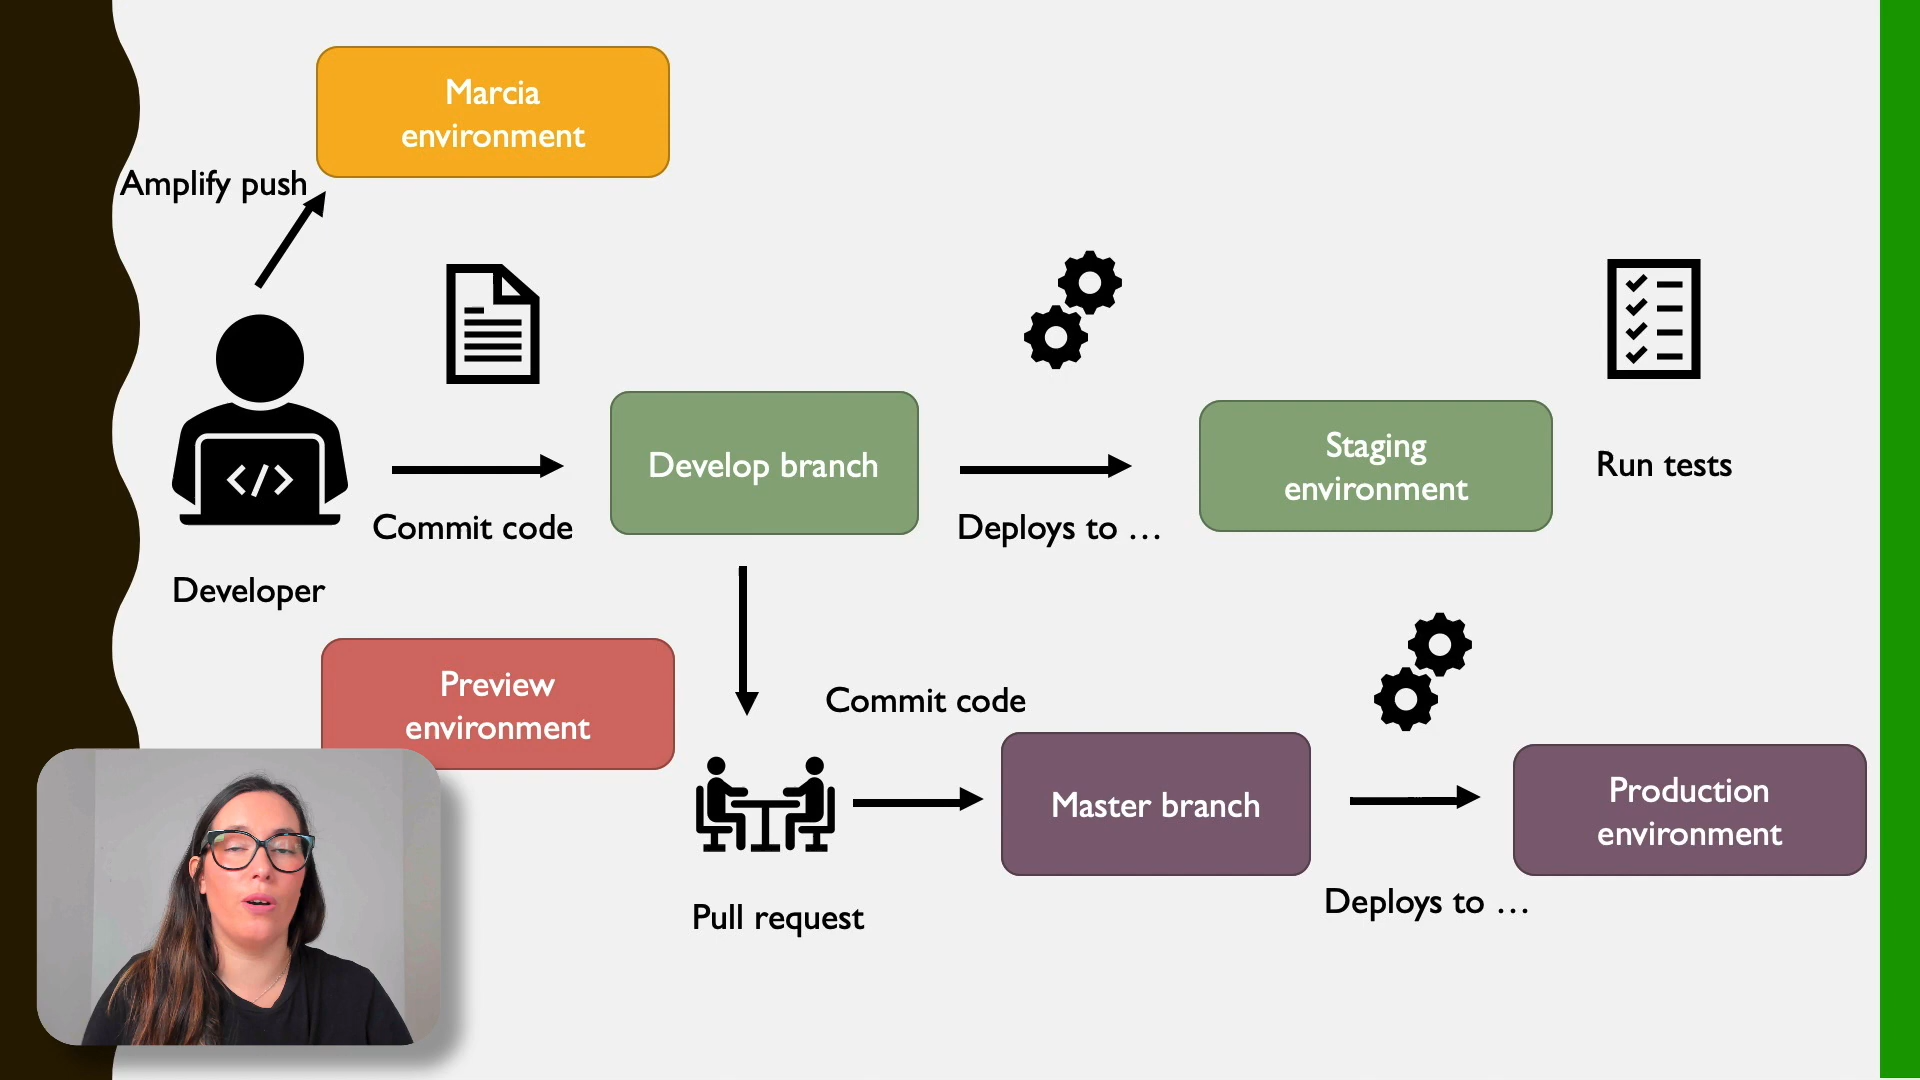 Marcia
environment
Amplify push
</>
Develop branch
Staging
environment
Run tests
Commit code
Deploys to …
Developer
Preview
environment
Commit code
Master branch
Production
environment
Deploys to …
Pull request